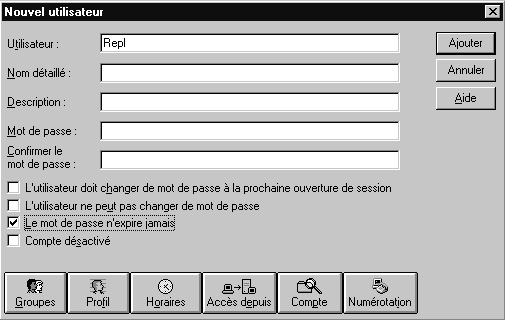 Nouvel utilisateur
Utilisateur :
Repl
Ajouter
Nom détaillé :
Annuler
Description :
Aide
Mot de passe :
Confirmer le
mot de passe :
L'utilisateur doit changer de mot de passe à la prochaine ouverture de session
L'utilisateur ne peut pas changer de mot de passe
Le mot de passe n'expire jamais
Compte désactivé
Groupes
Profil
Horaires
Accès depuis
Compte
Numérotation